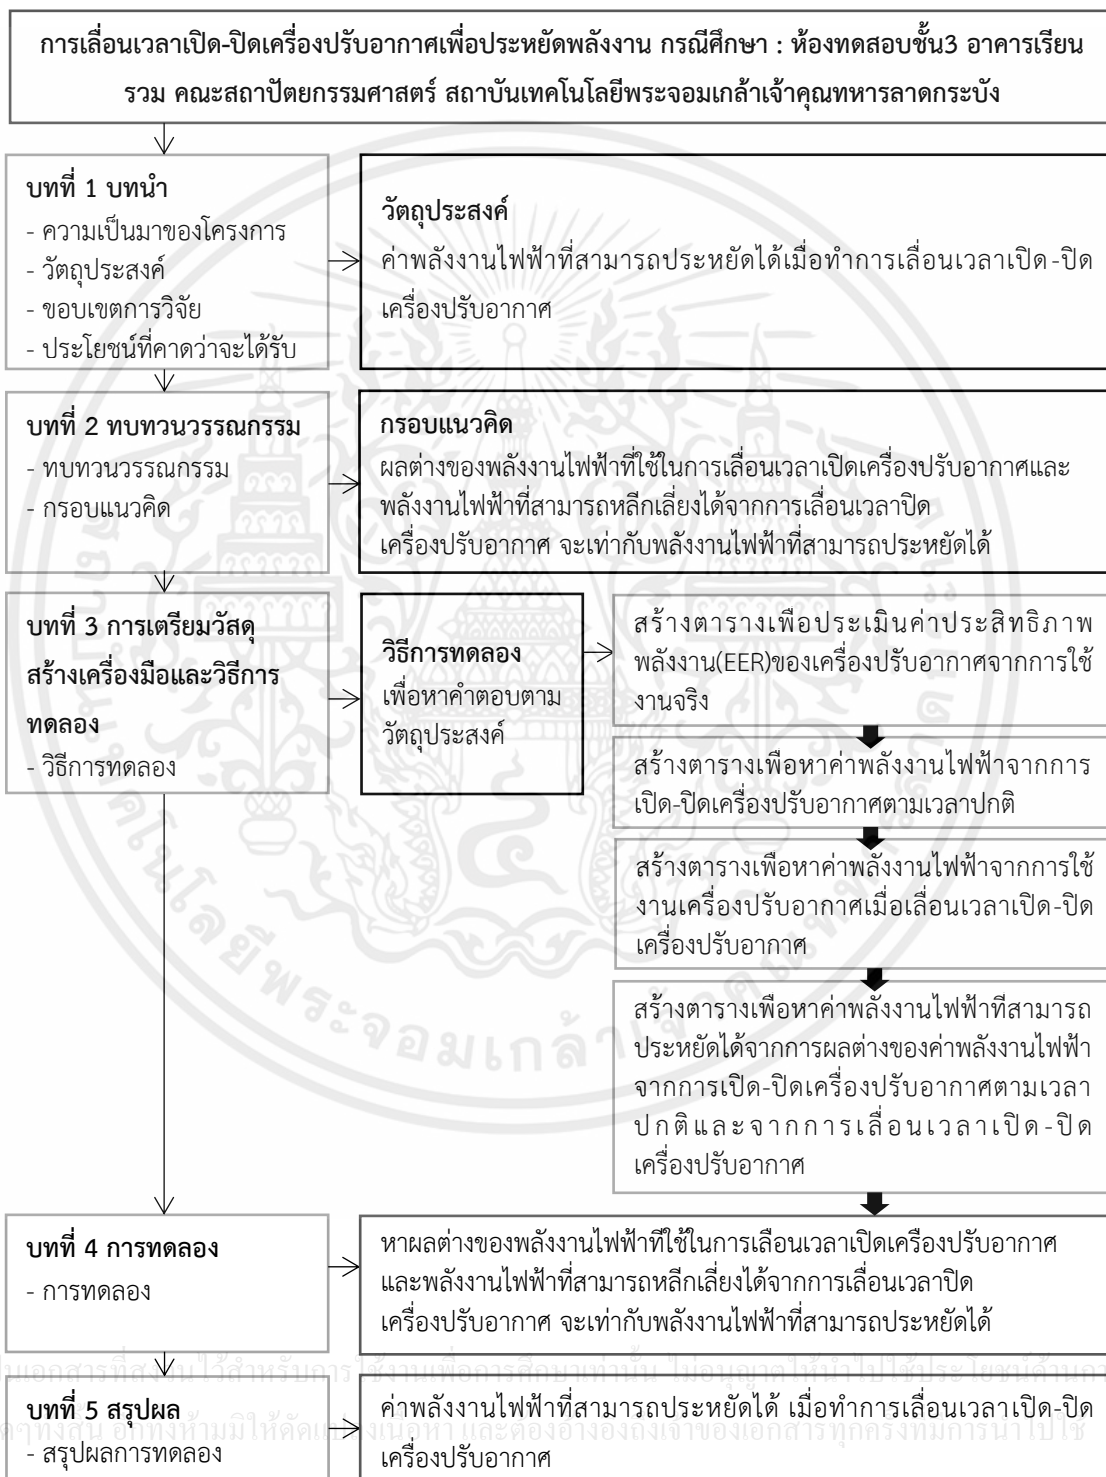 การเลื่อนเวลาเปิด-ปิดเครื่องปรับอากาศเพื่อประหยัดพลังงาน กรณีศึกษา : ห้องทดสอบชั้น3 อาคารเรียน
รวม คณะสถาปัตยกรรมศาสตร์ สถาบันเทคโนโลยีพระจอมเกล้าเจ้าคุณทหารลาดกระบัง
บทที่ 1 บทนำ
- ความเป็นมาของโครงการ
- วัตถุประสงค์
- ขอบเขตการวิจัย
- ประโยชน์ที่คาดว่าจะได้รับ
วัตถุประสงค์
ค่าพลังงานไฟฟ้าที่สามารถประหยัดได้เมื่อทำการเลื่อนเวลาเปิด-ปิด
เครื่องปรับอากาศ
บทที่ 2 ทบทวนวรรณกรรม
- ทบทวนวรรณกรรม
- กรอบแนวคิด
กรอบแนวคิด
ผลต่างของพลังงานไฟฟ้าที่ใช้ในการเลื่อนเวลาเปิดเครื่องปรับอากาศและ
พลังงานไฟฟ้าที่สามารถหลีกเลี่ยงได้จากการเลื่อนเวลาปิด
เครื่องปรับอากาศ จะเท่ากับพลังงานไฟฟ้าที่สามารถประหยัดได้
บทที่ 3 การเตรียมวัสดุ
สร้างเครื่องมือและวิธีการ
ทดลอง
- วิธีการทดลอง
วิธีการทดลอง
เพื่อหาคำตอบตาม
วัตถุประสงค์
สร้างตารางเพื่อประเมินค่าประสิทธิภาพ
พลังงาน(EER)ของเครื่องปรับอากาศจากการใช้
งานจริง
สร้างตารางเพื่อหาค่าพลังงานไฟฟ้าจากการ
เปิด-ปิดเครื่องปรับอากาศตามเวลาปกติ
สร้างตารางเพื่อหาค่าพลังงานไฟฟ้าจากการใช้
งานเครื่องปรับอากาศเมื่อเลื่อนเวลาเปิด-ปิด
เครื่องปรับอากาศ
สร้างตารางเพื่อหาค่าพลังงานไฟฟ้าที่สามารถ
ประหยัดได้จากการผลต่างของค่าพลังงานไฟฟ้า
จากการเปิด-ปิดเครื่องปรับอากาศตามเวลา
ปกติและจากการเลื่อนเวลาเปิด-ปิด
เครื่องปรับอากาศ
บทที่ 4 การทดลอง
- การทดลอง
หาผลต่างของพลังงานไฟฟ้าที่ใช้ในการเลื่อนเวลาเปิดเครื่องปรับอากาศ
และพลังงานไฟฟ้าที่สามารถหลีกเลี่ยงได้จากการเลื่อนเวลาปิด
เครื่องปรับอากาศ จะเท่ากับพลังงานไฟฟ้าที่สามารถประหยัดได้
บทที่ 5 สรุปผล
- สรุปผลการทดลอง
ค่าพลังงานไฟฟ้าที่สามารถประหยัดได้ เมื่อทำการเลื่อนเวลาเปิด-ปิด
เครื่องปรับอากาศ